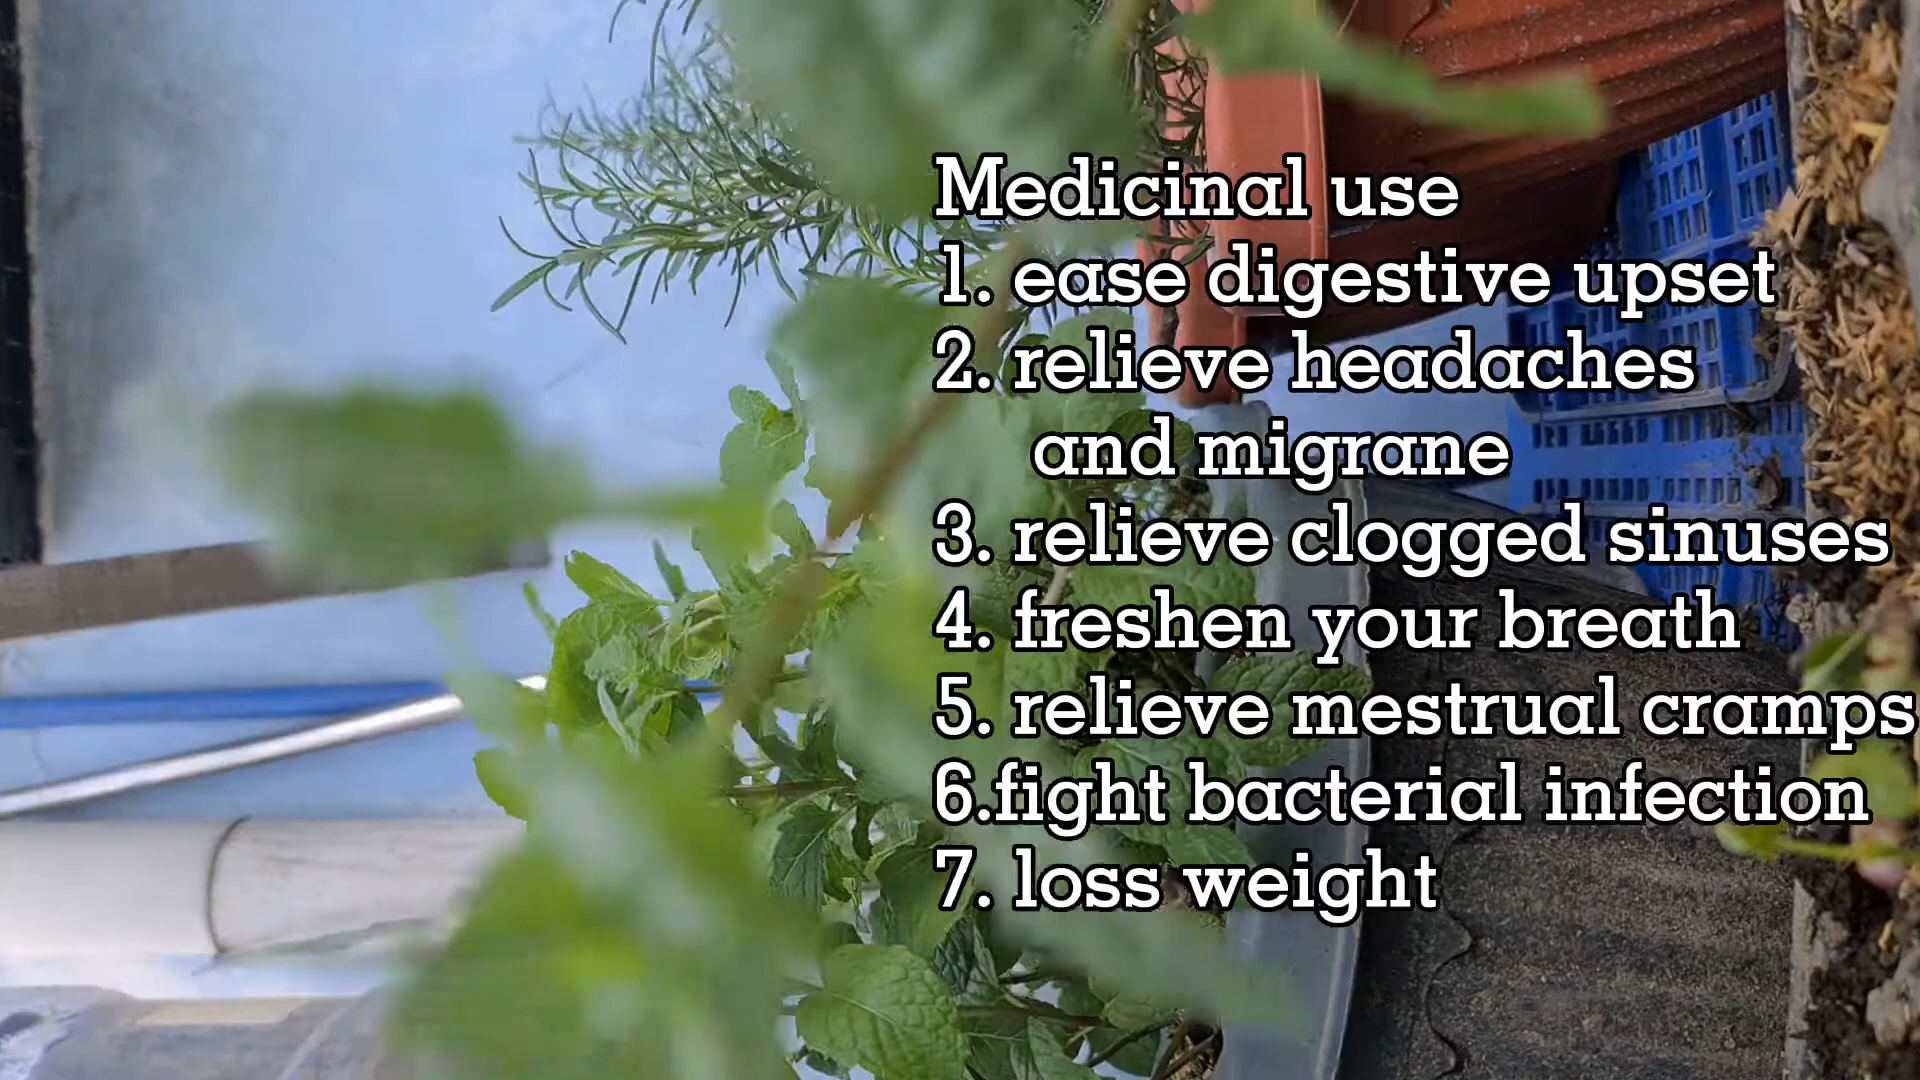 Medicinal use
1. ease digestive upset
2. relieve headaches
and migrane
3. relieve clogged sinuses
4. freshen your breath
5. relieve mestrual cramps
6.fight bacterial infection
7. loss weight